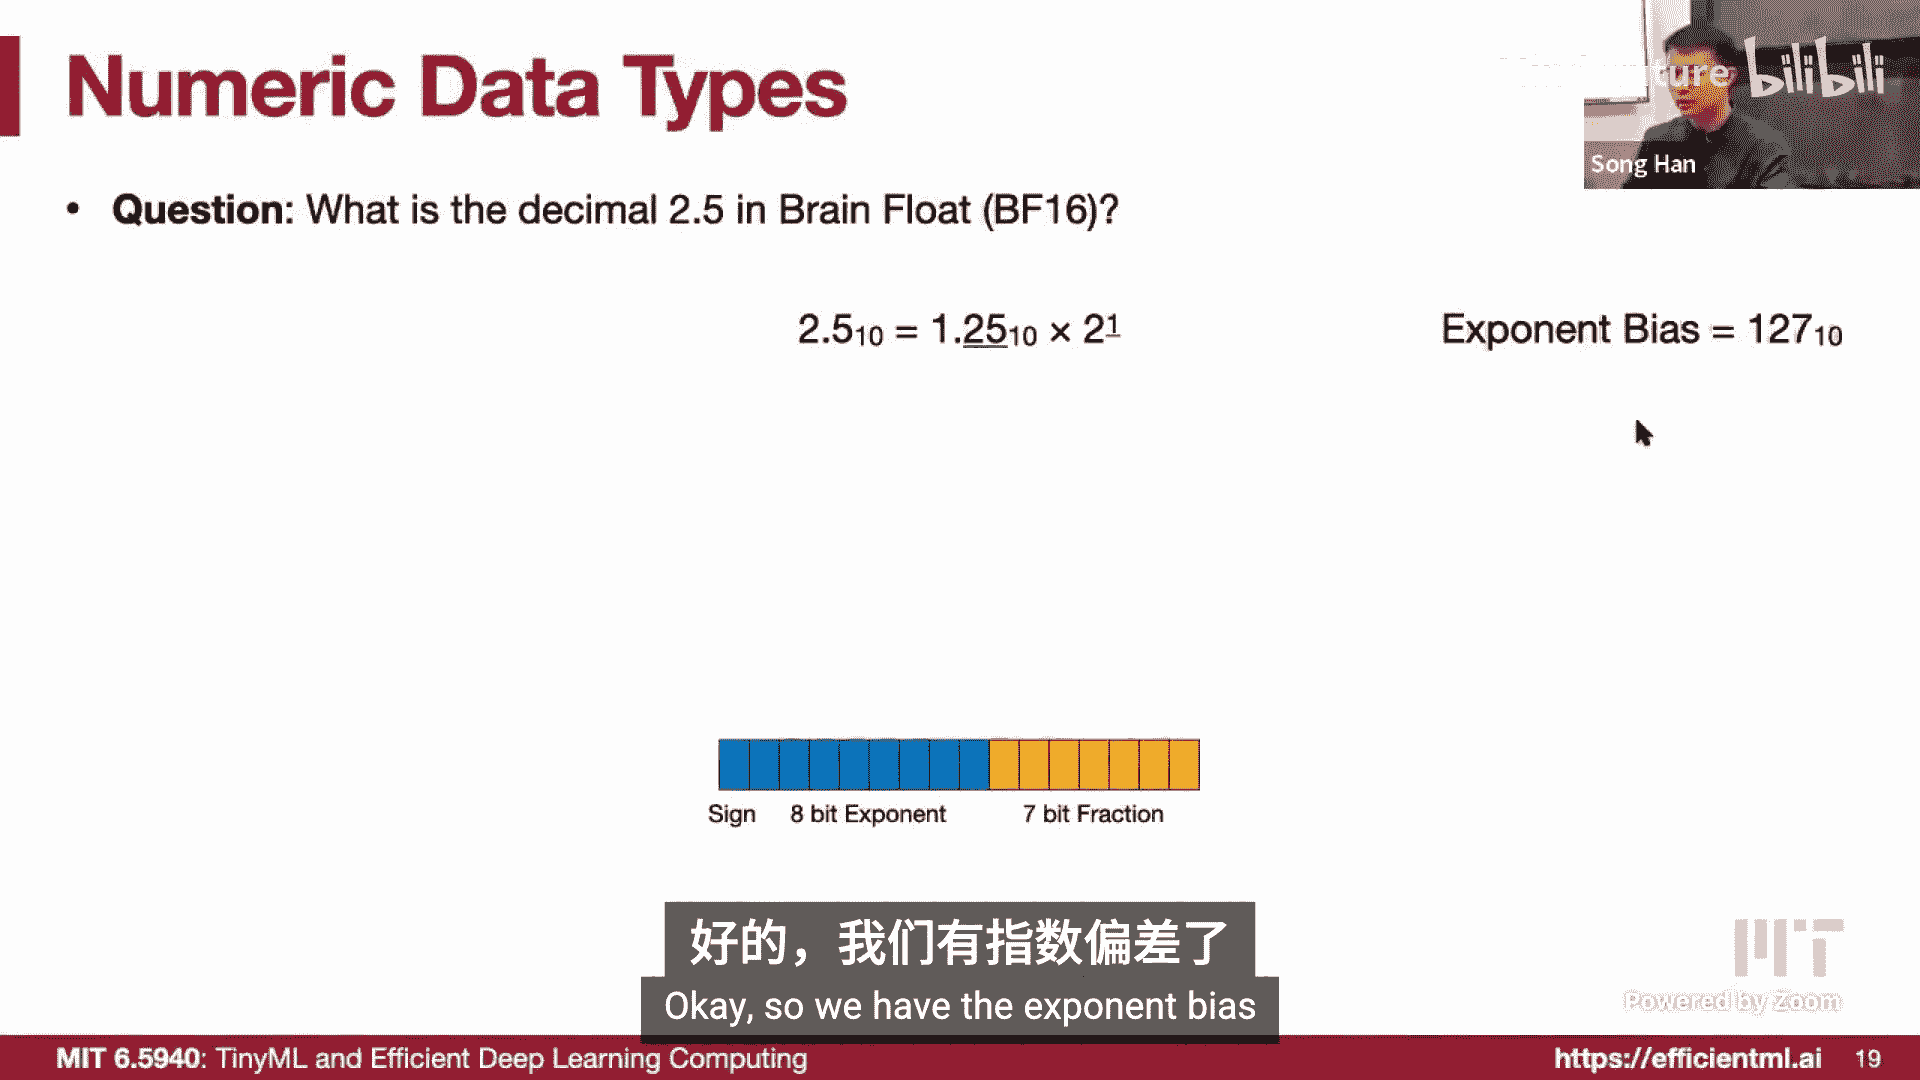 Numeric Data Types
bilibili
Song Han
• Question: What is the decimal 2.5 in Brain Float (BF16)?
2.5₁₀ = 1.25₁₀ × 2¹
Exponent Bias = 127₁₀
Sign 8 bit Exponent 7 bit Fraction
好的，我们有指数偏差了
Okay, so we have the exponent bias
MIT
Powered by Zoom
MIT 6.5940: TinyML and Efficient Deep Learning Computing
https://efficientml.ai 19